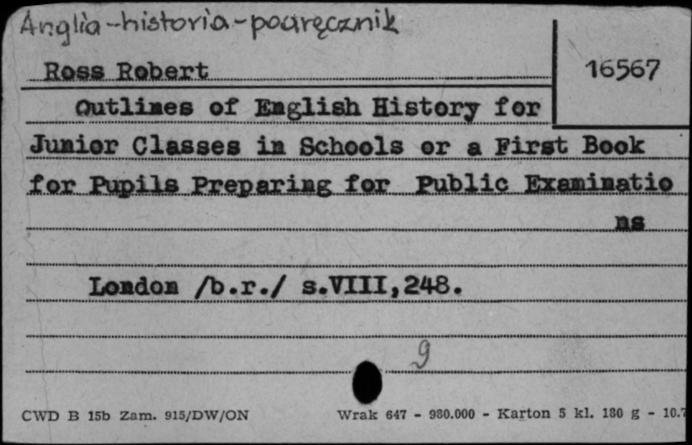 Anglia-historia-podręcznik
Ross Robert
16567
Outlines of English History for
Junior Classes in Schools or a First Book
for Pupils Preparing for Public Examinatio
ns
London /b.r./ s.VIII,248.
9
CWD B 15b Zam. 915/DW/ON Wrak 647 - 980.000 - Karton 5 kl. 180 g - 10.7